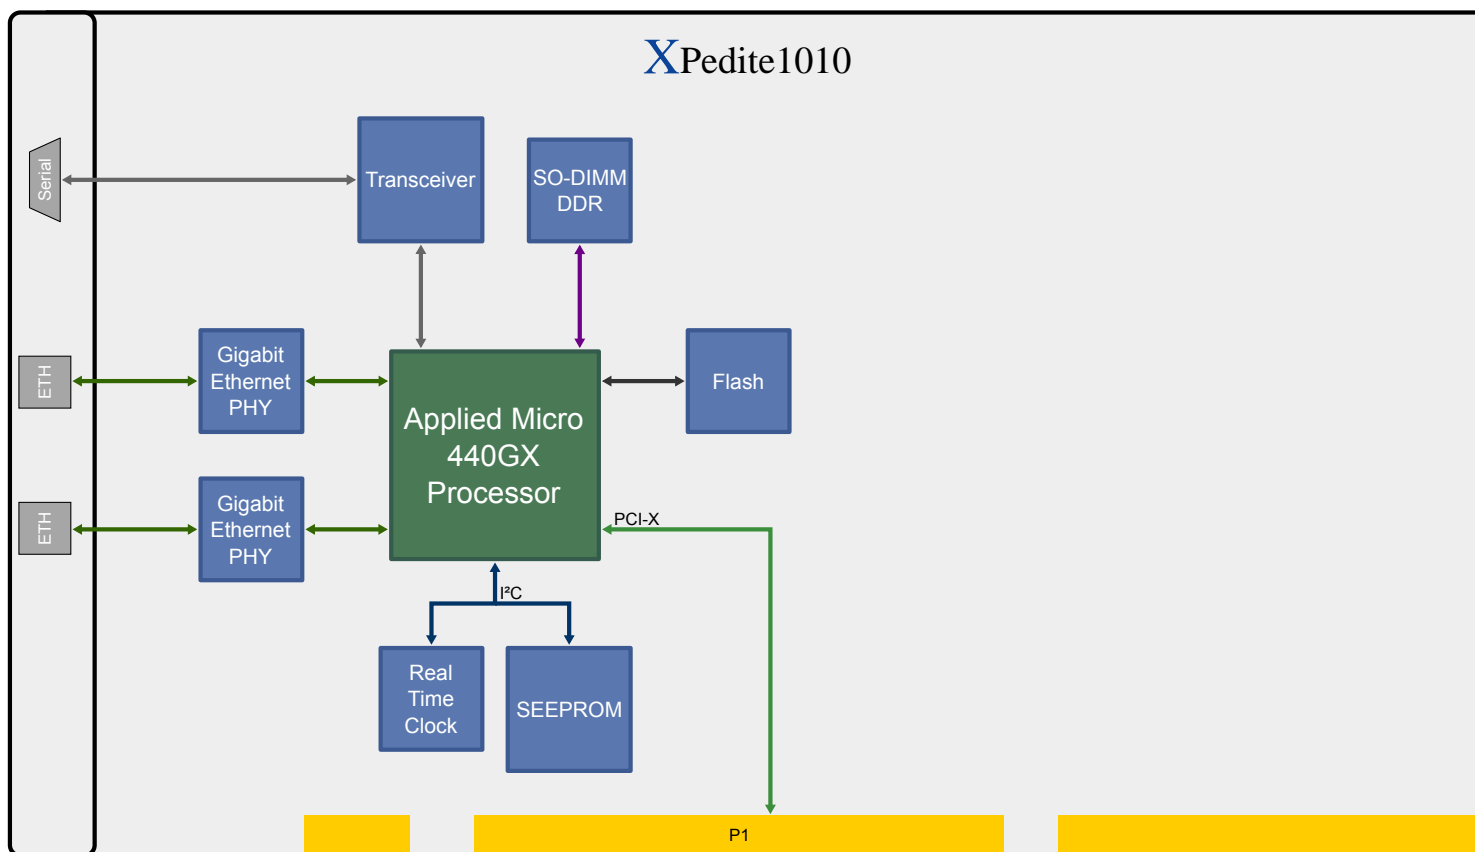 XPedite1010
Serial
Transceiver
SO-DIMM
DDR
ETH
Gigabit
Ethernet
PHY
Applied Micro
440GX
Processor
Flash
ETH
Gigabit
Ethernet
PHY
PCI-X
I²C
Real
Time
Clock
SEEPROM
P1